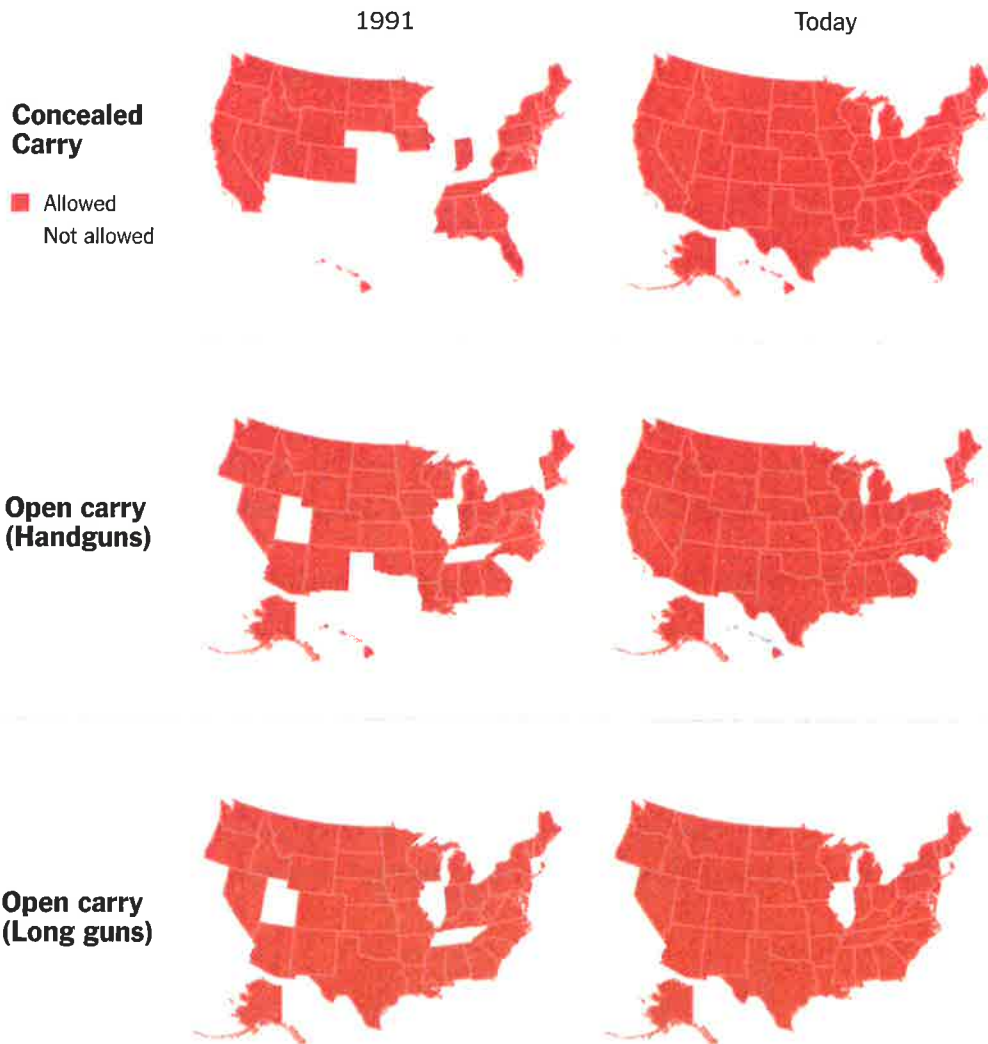 1991
Today
Concealed
Carry
Allowed
Not allowed
Open carry
(Handguns)
Open carry
(Long guns)